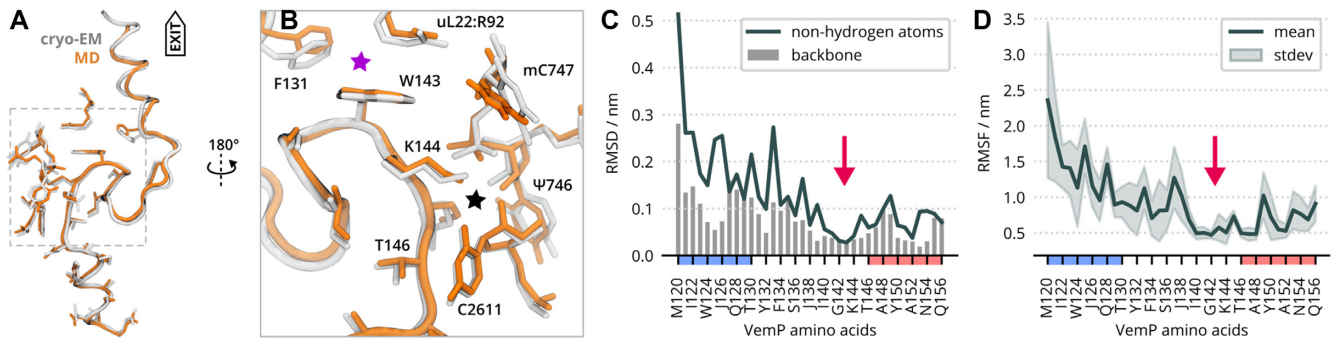 A
cryo-EM
MD
EXIT
180°
B
uL22:R92
mC747
F131
W143
K144
Ψ746
T146
C2611
C
0.5
0.4
0.3
0.2
0.1
0.0
RMSD / nm
non-hydrogen atoms
backbone
M120
I122
W124
J126
Q128
T130
Y132
F134
S136
J138
J140
G142
K144
T146
A148
Y150
A152
N154
Q156
VemP amino acids
D
3.5
3.0
2.5
2.0
1.5
1.0
0.5
RMSF / nm
mean
stdev
M120
I122
W124
J126
Q128
T130
Y132
F134
S136
J138
J140
G142
K144
T146
A148
Y150
A152
N154
Q156
VemP amino acids